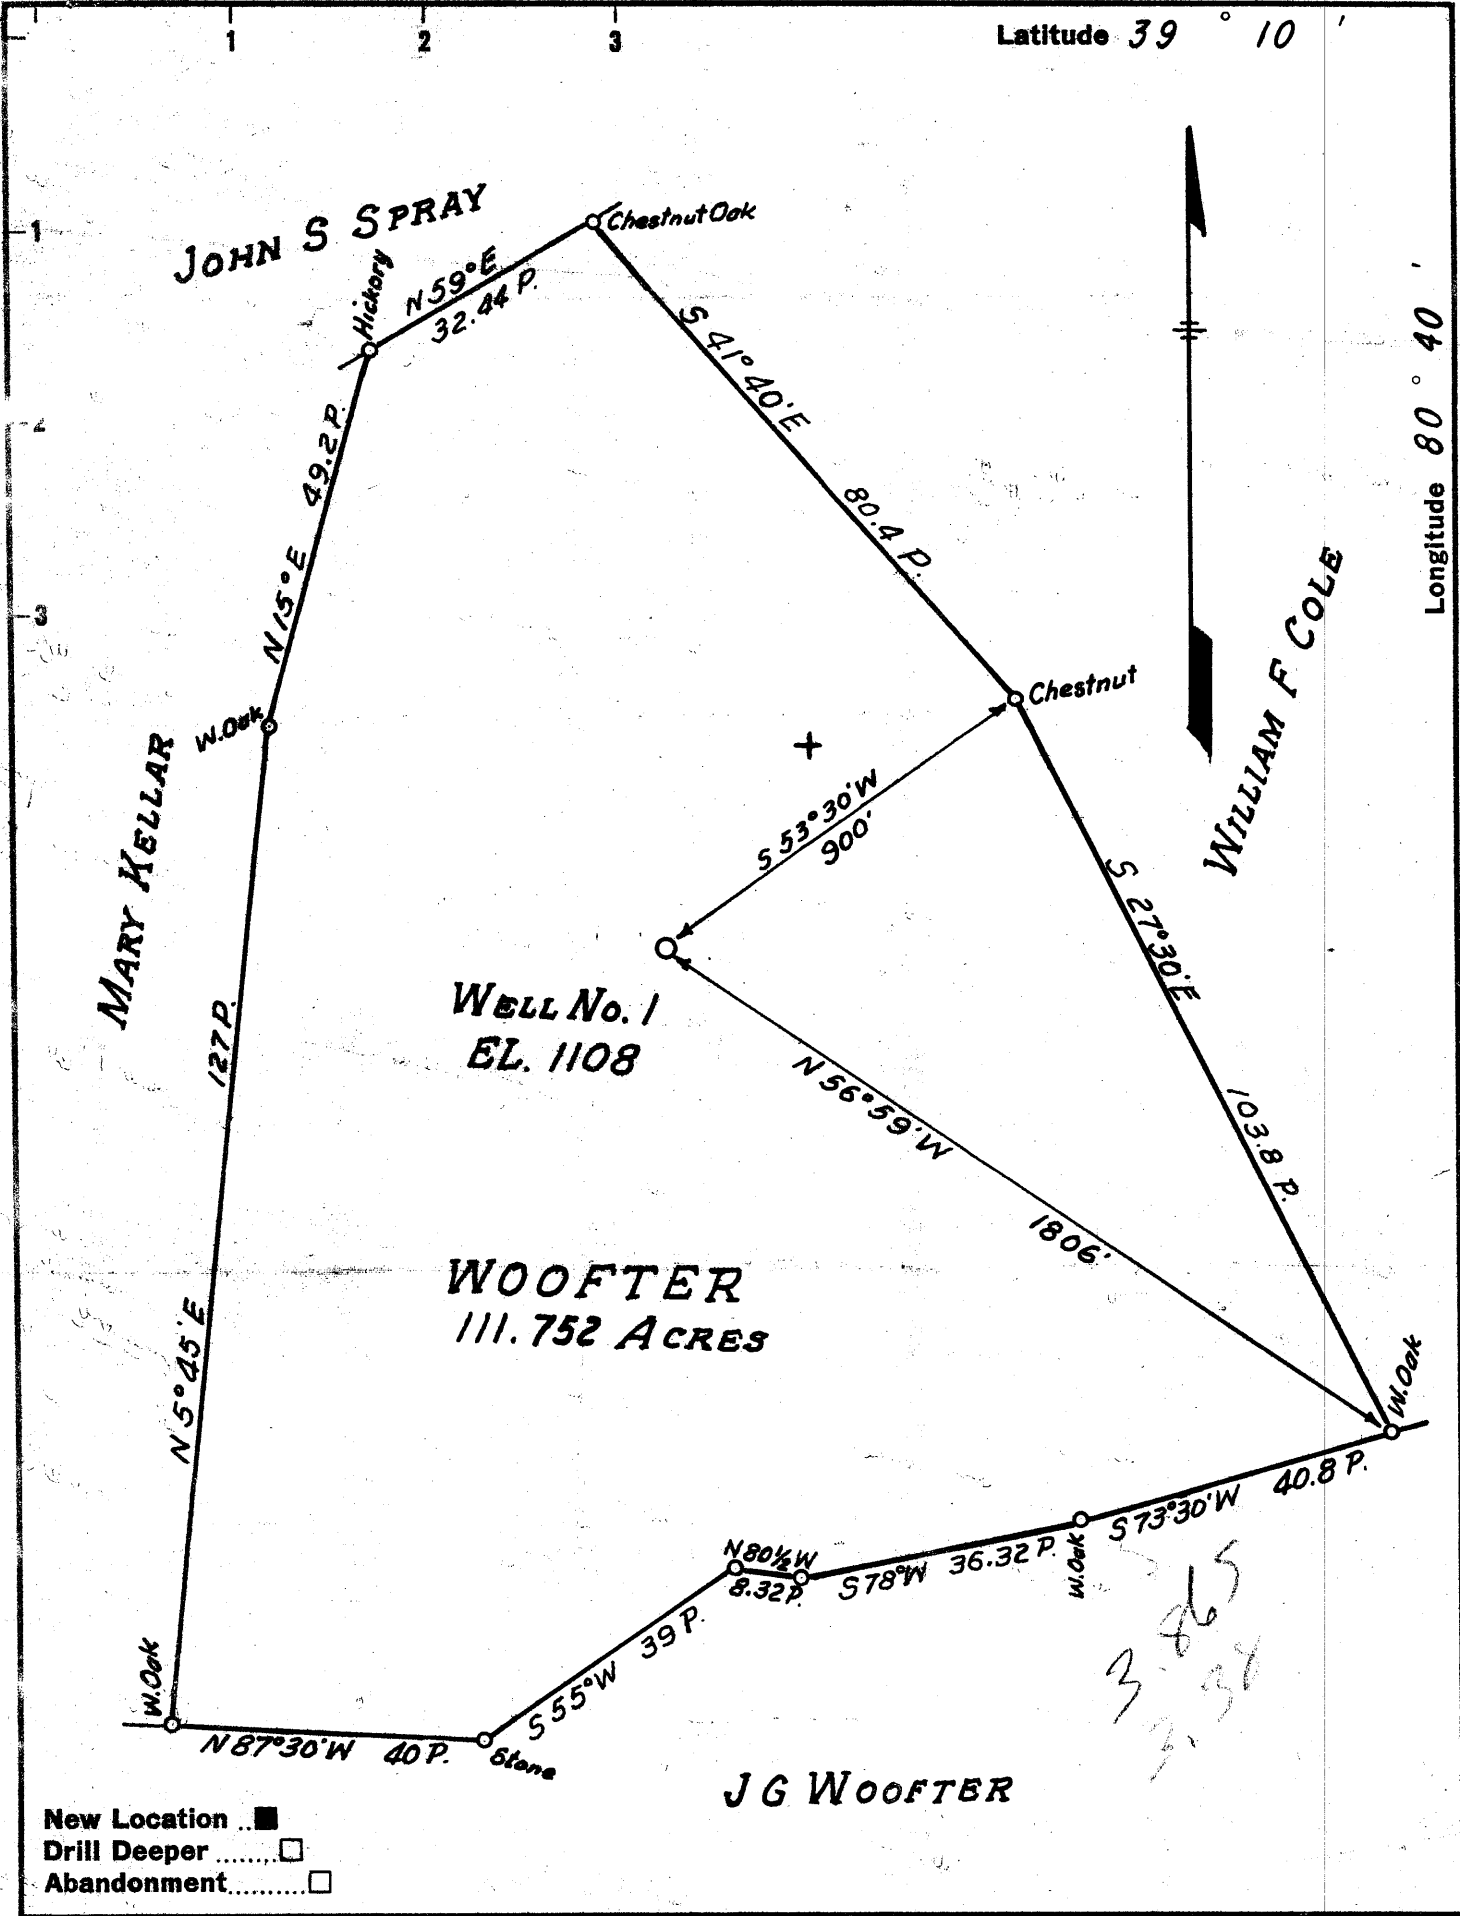 1 2 3
Latitude 39 ° 10 '
Longitude 80 ° 40 '
1
2
3
JOHN S SPRAY
Hickory
N 59° E
32.44 P.
Chestnut Oak
S 41° 40' E
80.4 P.
N 15° E 49.2 P.
W. Oak
Chestnut
WILLIAM F COLE
MARY KELLAR
S 53° 30' W
900'
S 27° 30' E
103.8 P.
WELL No. 1
EL. 1108
N 56° 59' W
1806'
127 P.
N 5° 45' E
WOOFTER
111.752 ACRES
W. Oak
S 73° 30' W 40.8 P.
W. Oak
S 78° W 36.32 P.
N 80½ W
8.32 P.
S 55° W 39 P.
W. Oak
N 87° 30' W 40 P.
Stone
J G WOOFTER
New Location ..■
Drill Deeper ........□
Abandonment..........□